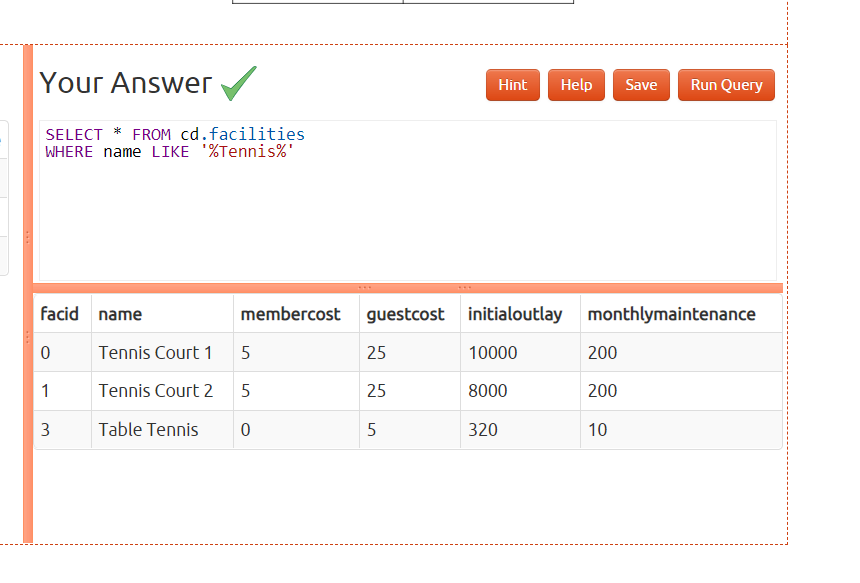 Your Answer
Hint Help Save Run Query
SELECT * FROM cd.facilities
WHERE name LIKE '%Tennis%'
facid name membercost guestcost initialoutlay monthlymaintenance
0 Tennis Court 1 5 25 10000 200
1 Tennis Court 2 5 25 8000 200
3 Table Tennis 0 5 320 10